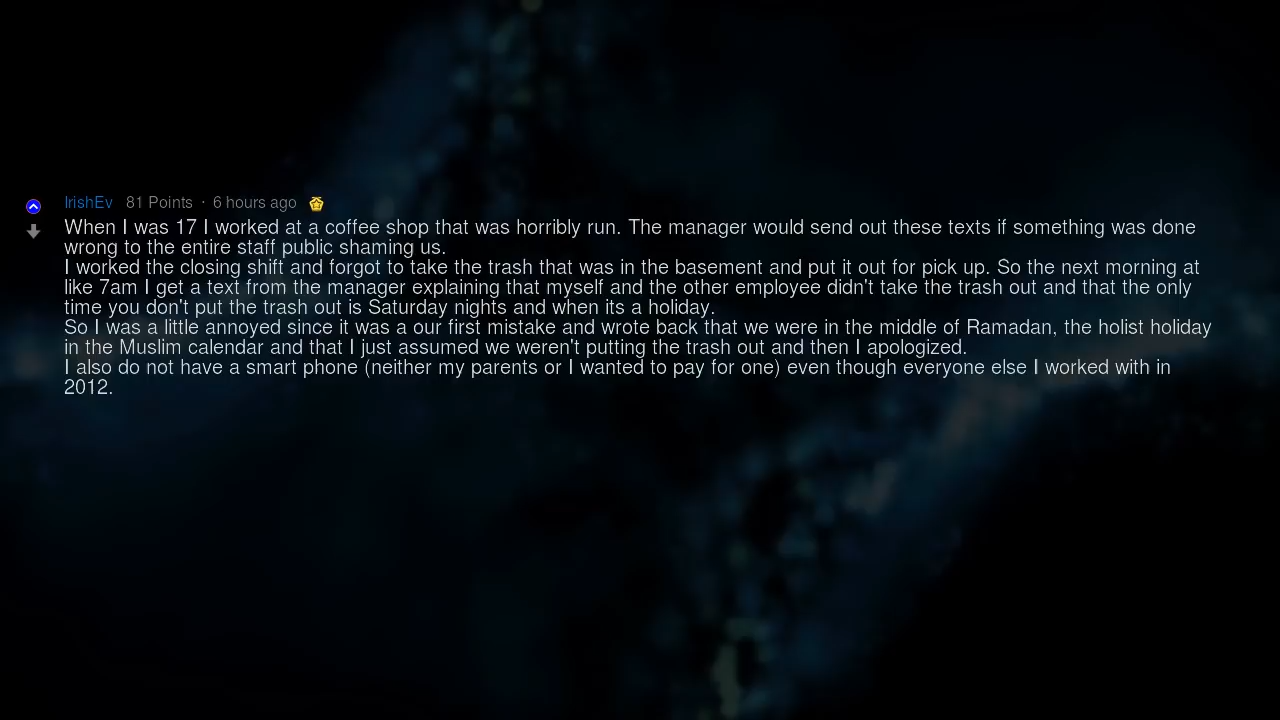 IrishEv 81 Points · 6 hours ago
When I was 17 I worked at a coffee shop that was horribly run. The manager would send out these texts if something was done
wrong to the entire staff public shaming us.
I worked the closing shift and forgot to take the trash that was in the basement and put it out for pick up. So the next morning at
like 7am I get a text from the manager explaining that myself and the other employee didn't take the trash out and that the only
time you don't put the trash out is Saturday nights and when its a holiday.
So I was a little annoyed since it was a our first mistake and wrote back that we were in the middle of Ramadan, the holist holiday
in the Muslim calendar and that I just assumed we weren't putting the trash out and then I apologized.
I also do not have a smart phone (neither my parents or I wanted to pay for one) even though everyone else I worked with in
2012.